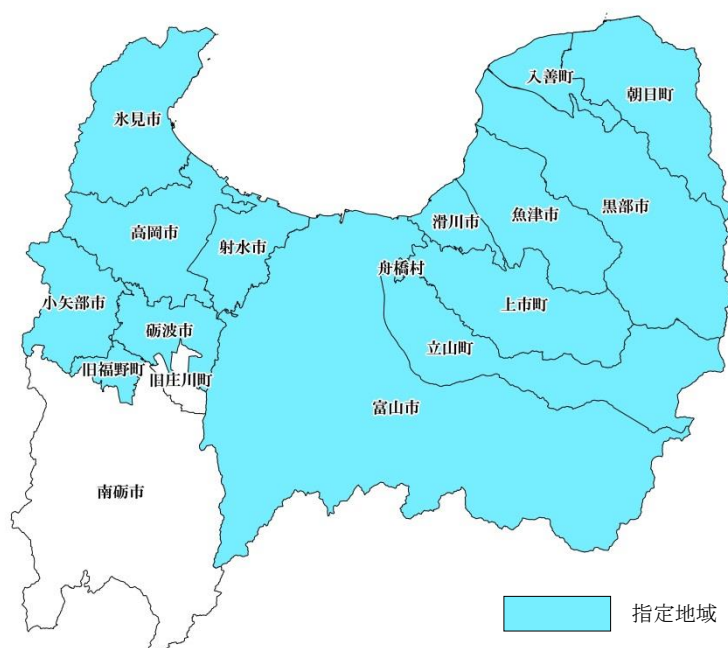 入善町
朝日町
氷見市
黒部市
滑川市
魚津市
高岡市
射水市
舟橋村
小矢部市
上市町
砺波市
立山町
旧福野町
旧庄川町
富山市
南砺市
指定地域